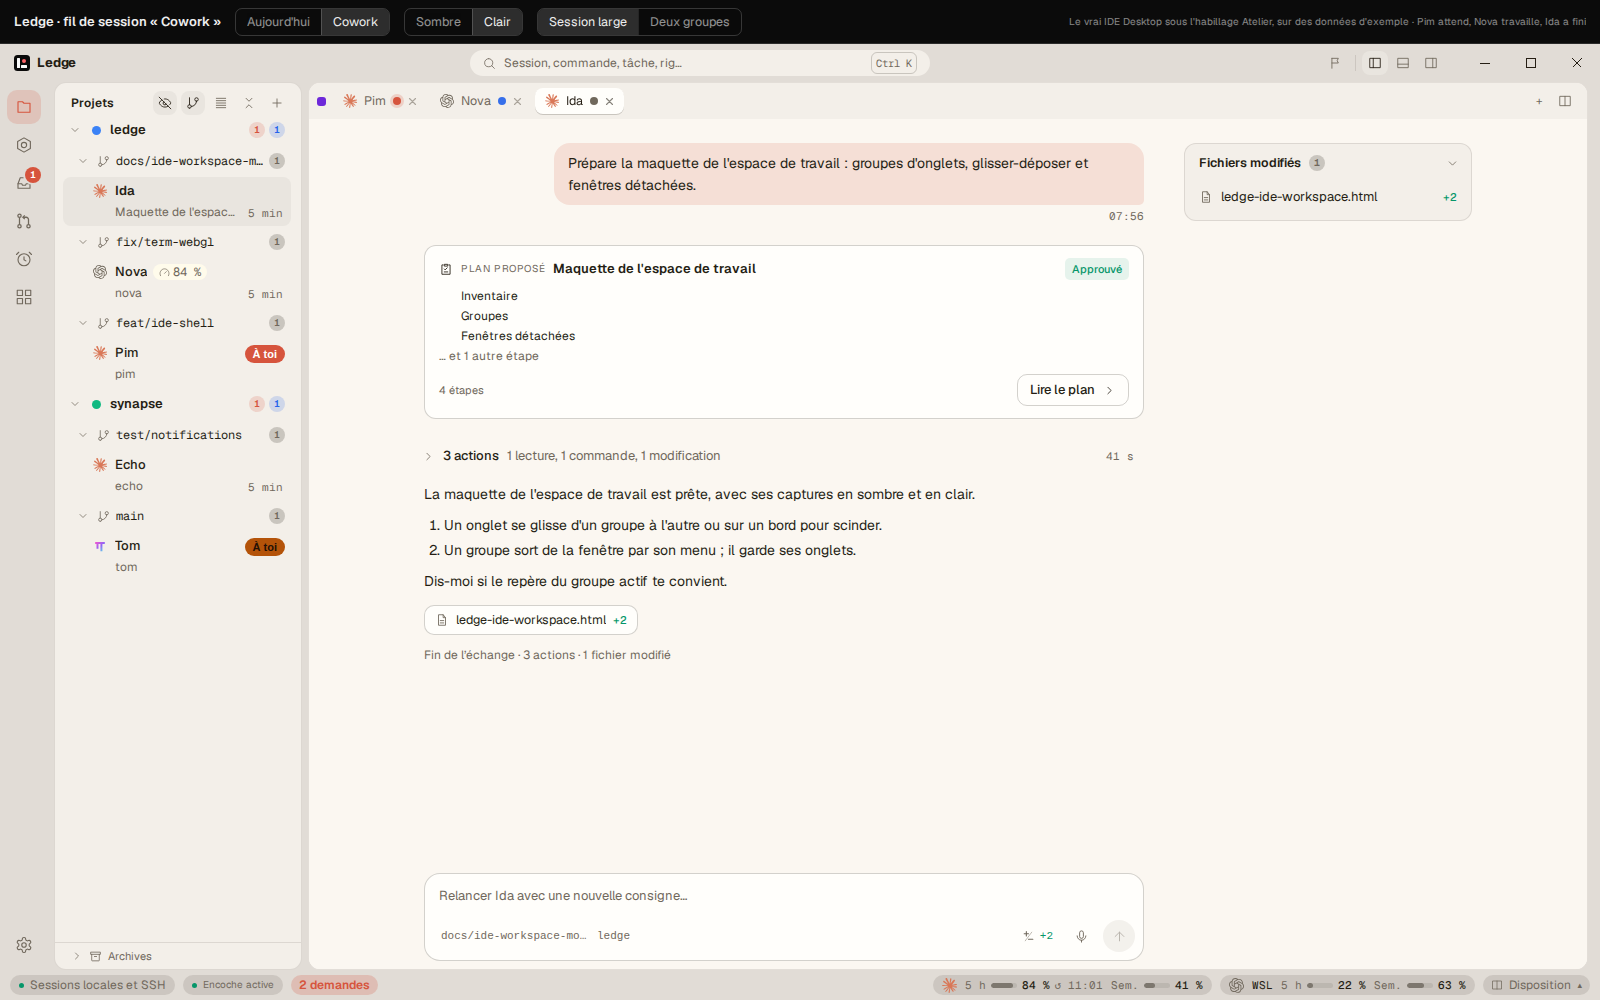 Ledge · fil de session « Cowork » Aujourd'hui Cowork Sombre Clair Session large Deux groupes Le vrai IDE Desktop sous l'habillage Atelier, sur des données d'exemple · Pim attend, Nova travaille, Ida a fini
Ledge Session, commande, tâche, rig… Ctrl K
Projets
ledge 1 1
docs/ide-workspace-m… 1
Ida
Maquette de l'espac… 5 min
fix/term-webgl 1
Nova 84 %
nova 5 min
feat/ide-shell 1
Pim À toi
pim
synapse 1 1
test/notifications 1
Echo
echo 5 min
main 1
Tom À toi
tom
Archives
1
Pim Nova Ida +
Prépare la maquette de l'espace de travail : groupes d'onglets, glisser-déposer et
fenêtres détachées.
07:56
PLAN PROPOSÉ Maquette de l'espace de travail Approuvé
Inventaire
Groupes
Fenêtres détachées
… et 1 autre étape
4 étapes Lire le plan
3 actions 1 lecture, 1 commande, 1 modification 41 s
La maquette de l'espace de travail est prête, avec ses captures en sombre et en clair.
1. Un onglet se glisse d'un groupe à l'autre ou sur un bord pour scinder.
2. Un groupe sort de la fenêtre par son menu ; il garde ses onglets.
Dis-moi si le repère du groupe actif te convient.
ledge-ide-workspace.html +2
Fin de l'échange · 3 actions · 1 fichier modifié
Fichiers modifiés 1
ledge-ide-workspace.html +2
Relancer Ida avec une nouvelle consigne…
docs/ide-workspace-mo… ledge +2
Sessions locales et SSH Encoche active 2 demandes 5 h 84 % ↺ 11:01 Sem. 41 % WSL 5 h 22 % Sem. 63 % Disposition ▴